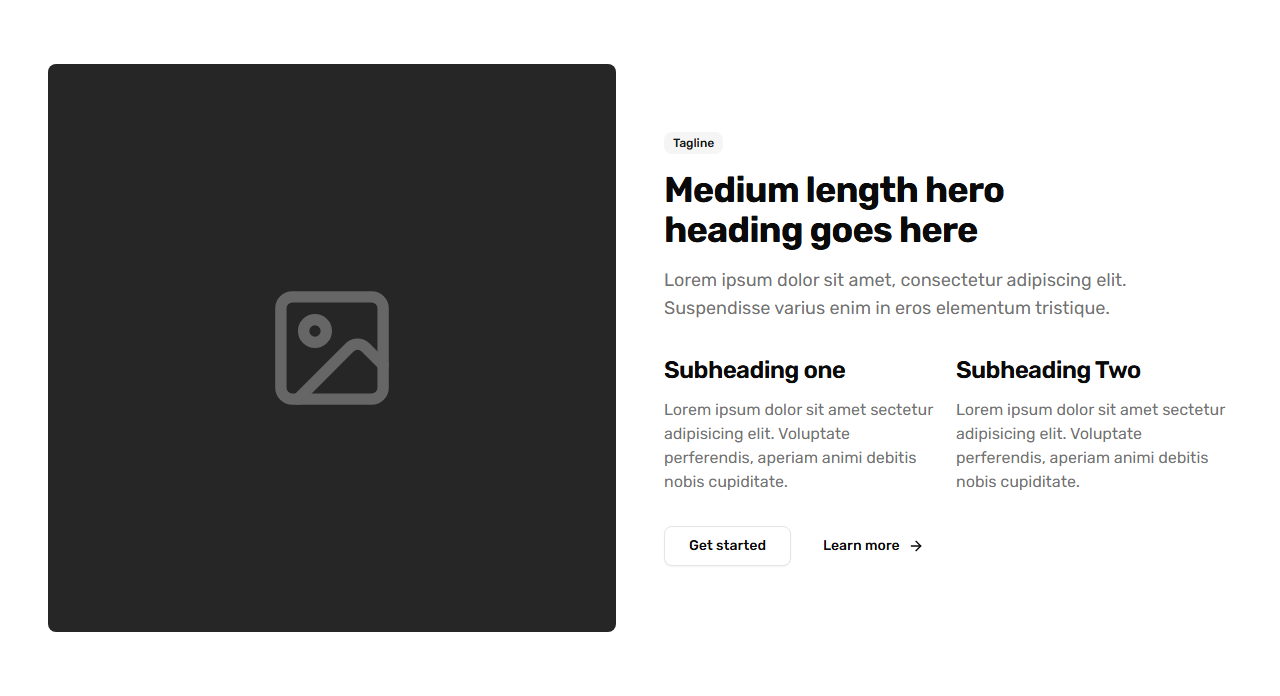 Tagline
Medium length hero
heading goes here
Lorem ipsum dolor sit amet, consectetur adipiscing elit.
Suspendisse varius enim in eros elementum tristique.
Subheading one
Lorem ipsum dolor sit amet sectetur
adipisicing elit. Voluptate
perferendis, aperiam animi debitis
nobis cupiditate.
Subheading Two
Lorem ipsum dolor sit amet sectetur
adipisicing elit. Voluptate
perferendis, aperiam animi debitis
nobis cupiditate.
Get started
Learn more →